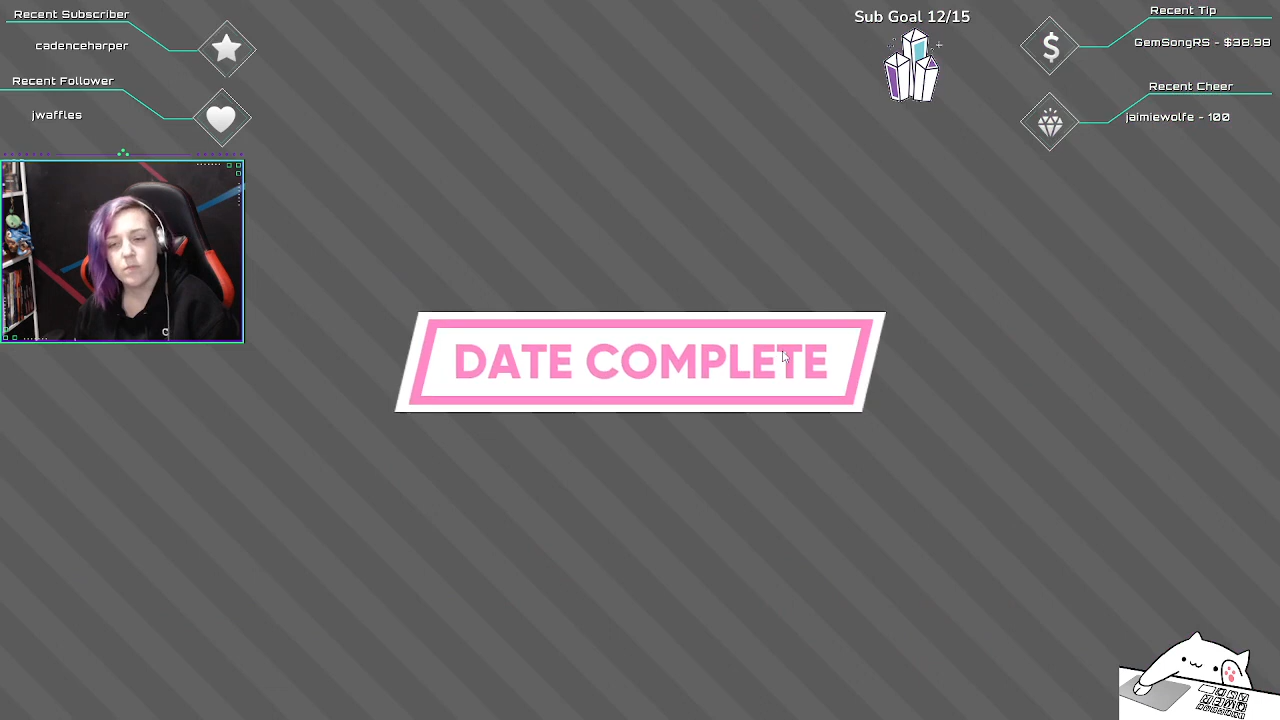 Recent Subscriber
cadenceharper
Recent Follower
jwaffles
Sub Goal 12/15
Recent Tip
GemSongRS - $38.98
Recent Cheer
jaimiewolfe - 100
DATE COMPLETE